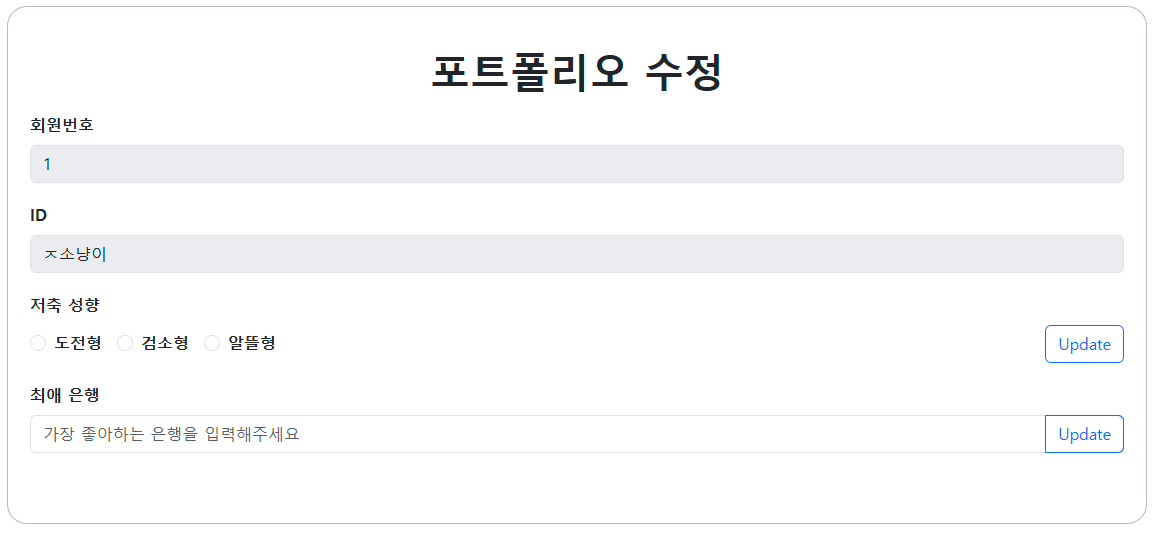 포트폴리오 수정
회원번호
1
ID
ㅈ소냥이
저축 성향
도전형 검소형 알뜰형 Update
최애 은행
가장 좋아하는 은행을 입력해주세요 Update